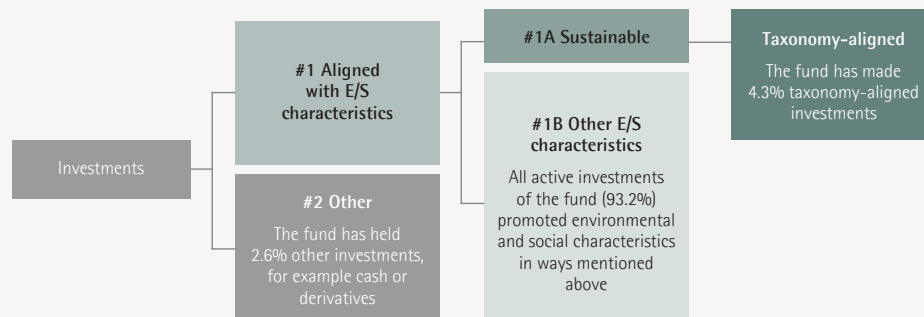 Investments
#1 Aligned
with E/S
characteristics
#2 Other
The fund has held
2.6% other investments,
for example cash or
derivatives
#1A Sustainable
#1B Other E/S
characteristics
All active investments
of the fund (93.2%)
promoted environmental
and social characteristics
in ways mentioned
above
Taxonomy-aligned
The fund has made
4.3% taxonomy-aligned
investments